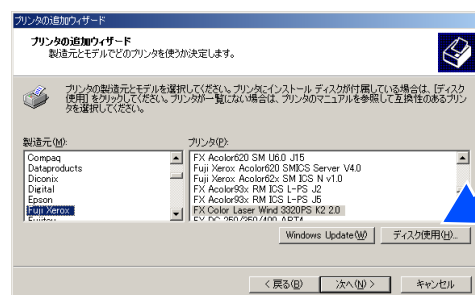 プリンタの追加ウィザード
プリンタの追加ウィザード
製造元とモデルでどのプリンタを使うか決定します。
プリンタの製造元とモデルを選択してください。プリンタにインストール ディスクが付属している場合は、[ディスク
使用] をクリックしてください。プリンタが一覧にない場合は、プリンタのマニュアルを参照して互換性のあるプリン
タを選択してください。
製造元(M):
プリンタ(P):
Compaq
Dataproducts
Diconix
Digital
Epson
Fuji Xerox
Fujitsu
FX Acolor620 SM U6.0 J15
Fuji Xerox Acolor620 SMICS Server V4.0
Fuji Xerox Acolor62x SM ICS N v1.0
FX Acolor93x RM ICS L-PS J2
FX Acolor93x RM ICS L-PS J5
FX Color Laser Wind 3320PS K2 2.0
FX DC 250/350/400 ART4
Windows Update(W)
ディスク使用(H)...
< 戻る(B)
次へ(N) >
キャンセル